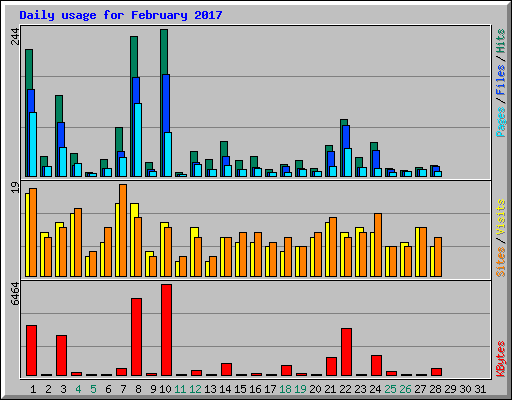 Daily usage for February 2017
244
Pages / Files / Hits
19
Sites / Visits
6464
KBytes
1 2 3 4 5 6 7 8 9 10 11 12 13 14 15 16 17 18 19 20 21 22 23 24 25 26 27 28 29 30 31